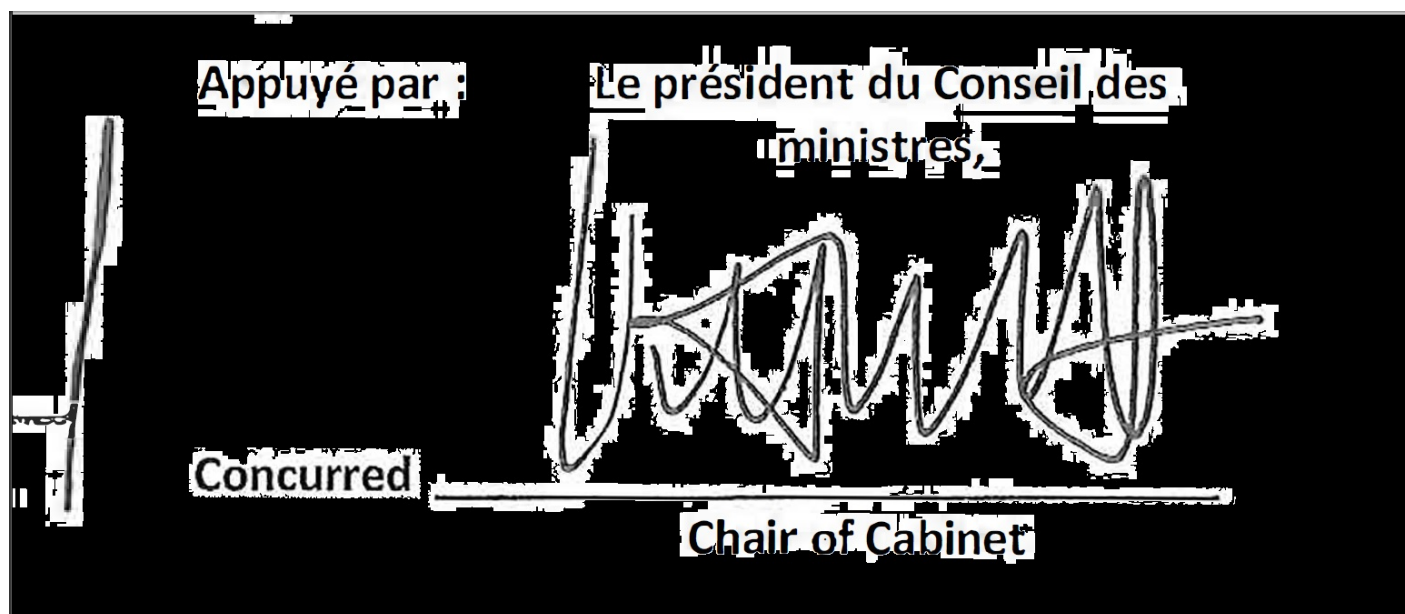 Appuyé par : Le président du Conseil des
ministres,
Concurred
Chair of Cabinet